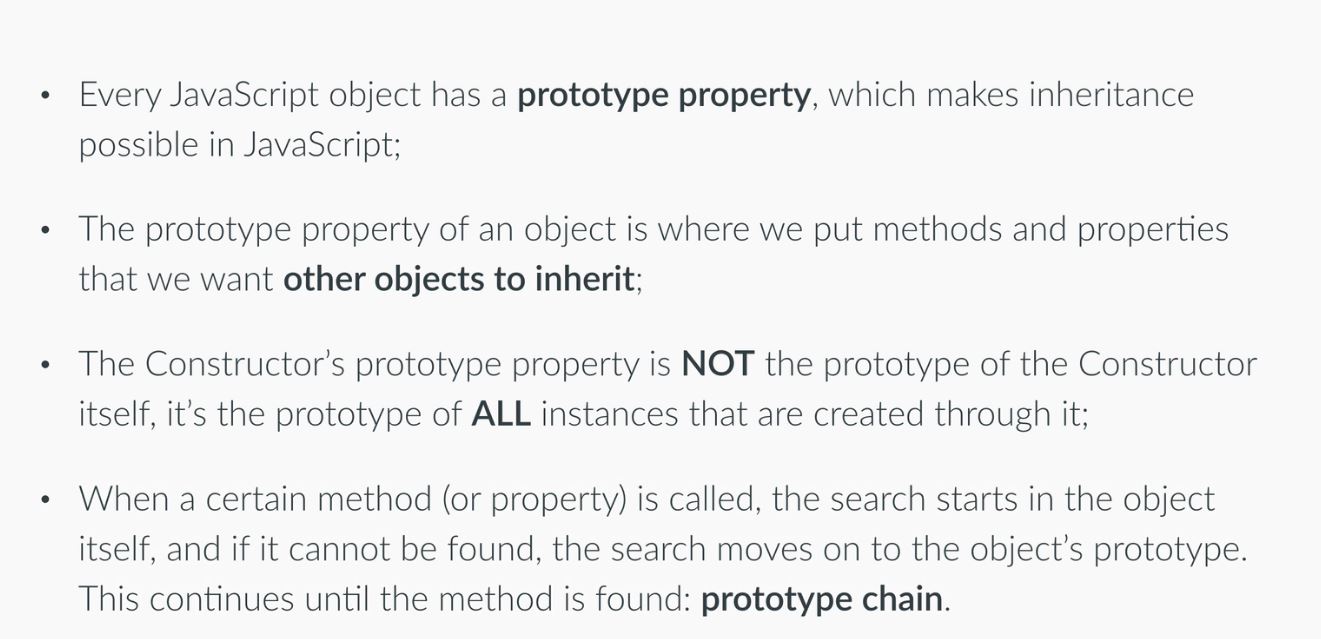 • Every JavaScript object has a prototype property, which makes inheritance
possible in JavaScript;
• The prototype property of an object is where we put methods and properties
that we want other objects to inherit;
• The Constructor’s prototype property is NOT the prototype of the Constructor
itself, it’s the prototype of ALL instances that are created through it;
• When a certain method (or property) is called, the search starts in the object
itself, and if it cannot be found, the search moves on to the object’s prototype.
This continues until the method is found: prototype chain.